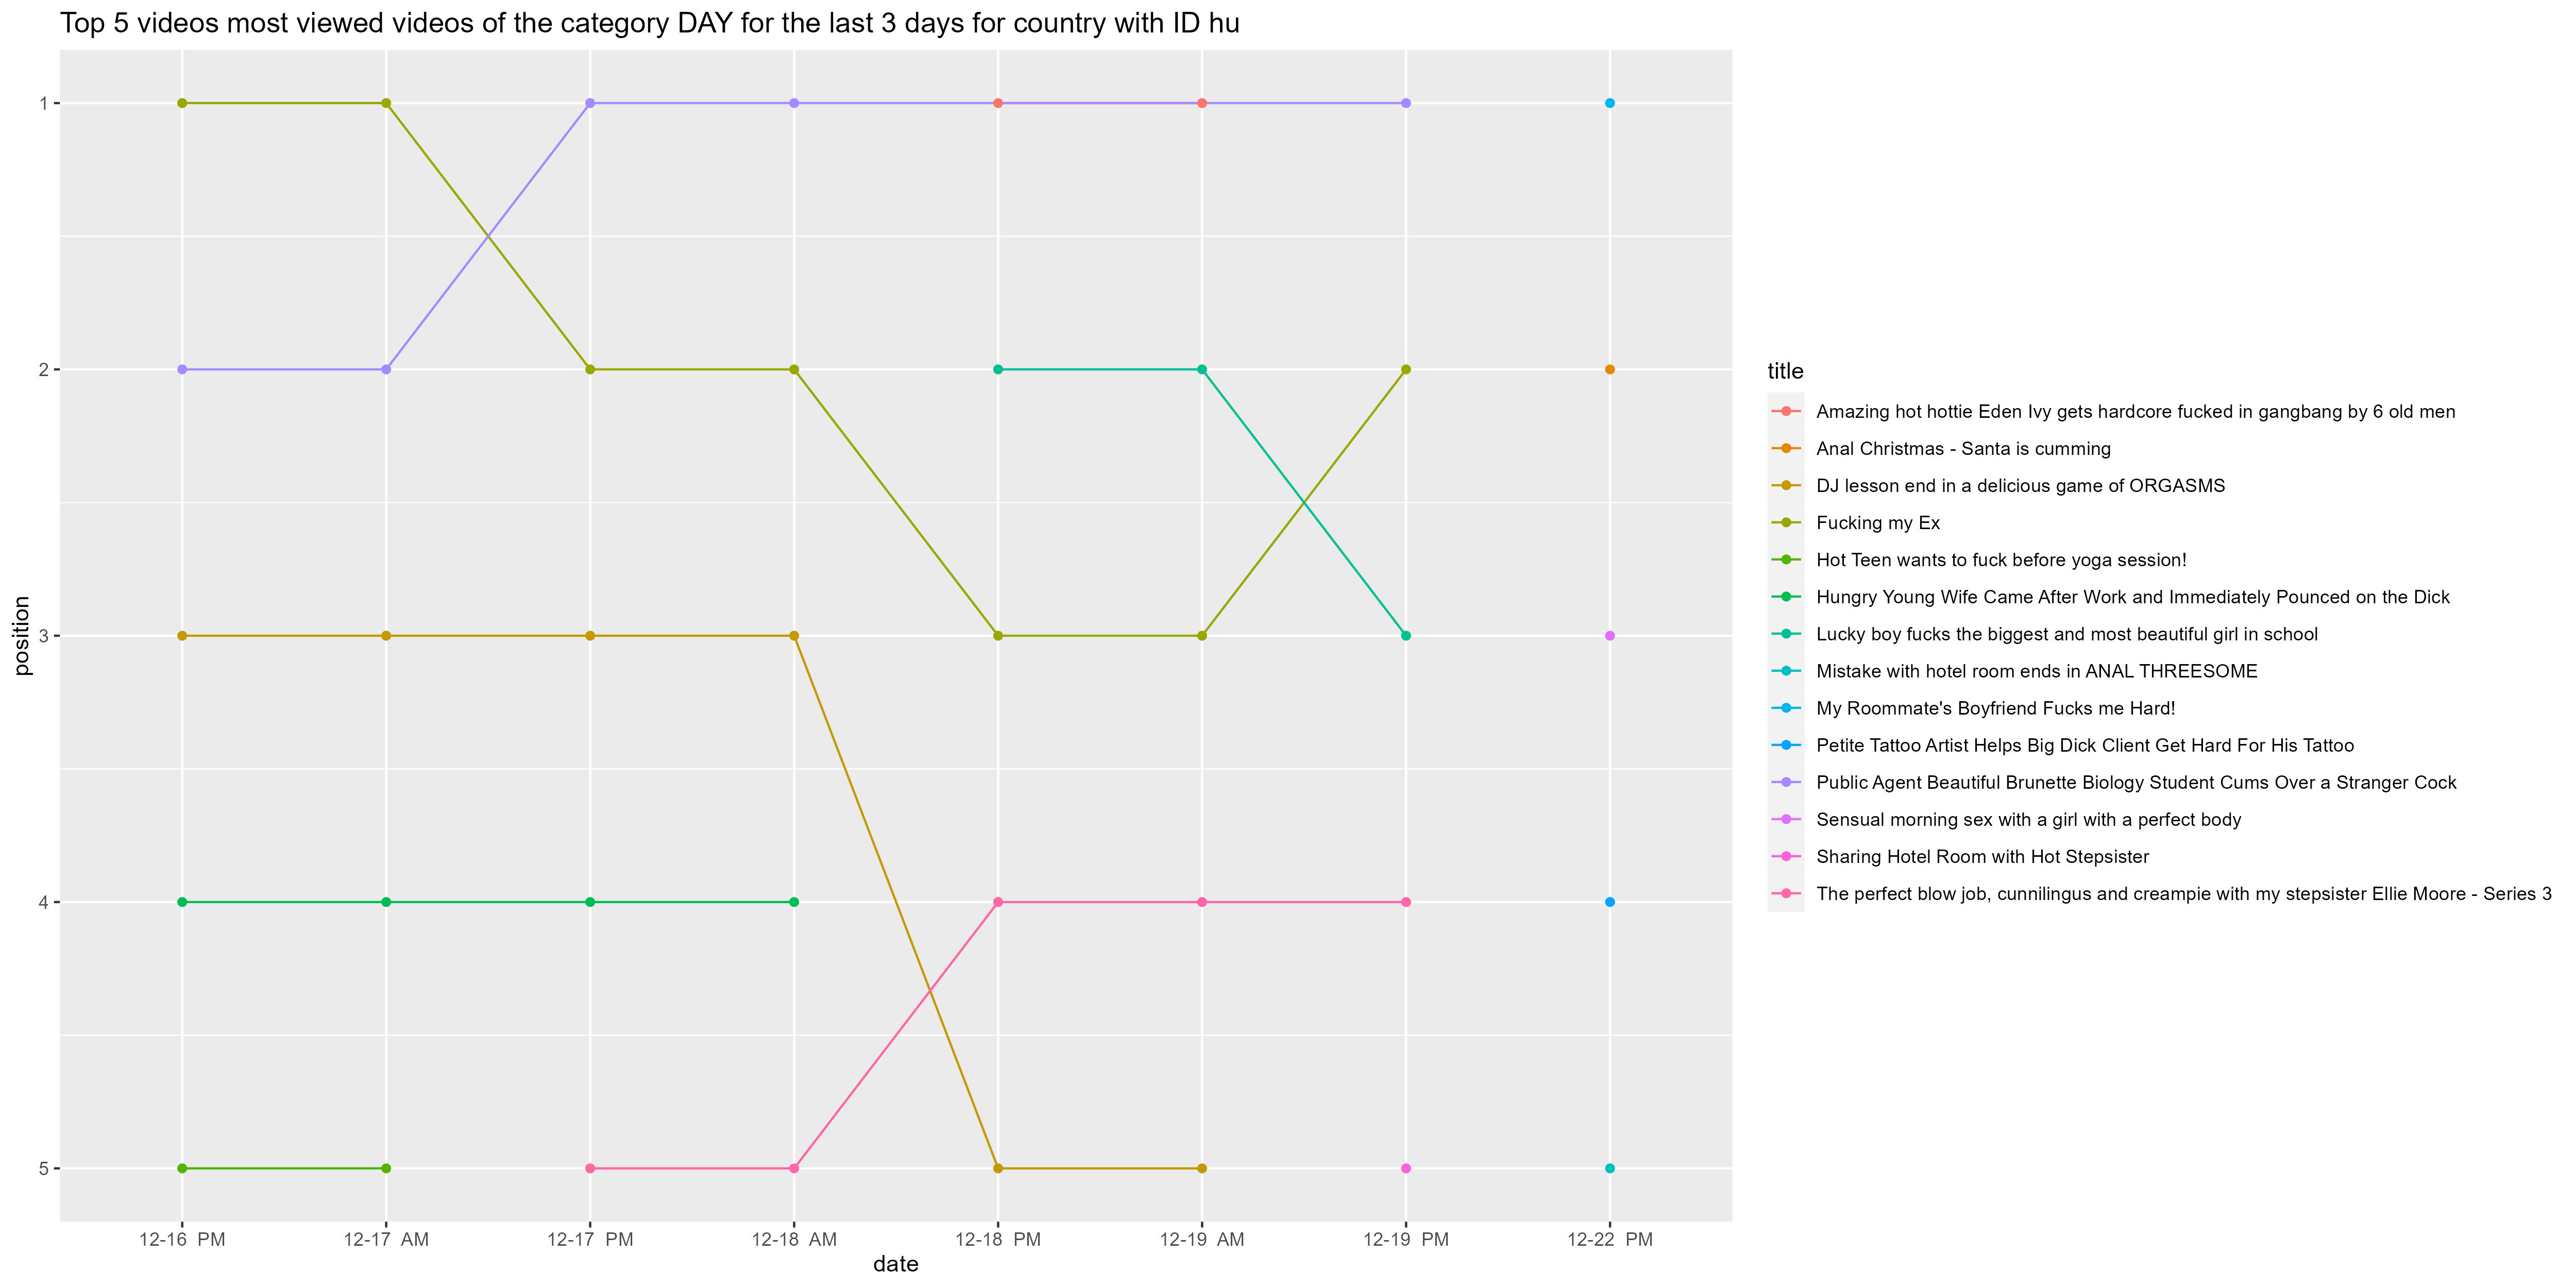 Top 5 videos most viewed videos of the category DAY for the last 3 days for country with ID hu
position
1
2
3
4
5
12-16 PM
12-17 AM
12-17 PM
12-18 AM
12-18 PM
12-19 AM
12-19 PM
12-22 PM
date
title
Amazing hot hottie Eden Ivy gets hardcore fucked in gangbang by 6 old men
Anal Christmas - Santa is cumming
DJ lesson end in a delicious game of ORGASMS
Fucking my Ex
Hot Teen wants to fuck before yoga session!
Hungry Young Wife Came After Work and Immediately Pounced on the Dick
Lucky boy fucks the biggest and most beautiful girl in school
Mistake with hotel room ends in ANAL THREESOME
My Roommate's Boyfriend Fucks me Hard!
Petite Tattoo Artist Helps Big Dick Client Get Hard For His Tattoo
Public Agent Beautiful Brunette Biology Student Cums Over a Stranger Cock
Sensual morning sex with a girl with a perfect body
Sharing Hotel Room with Hot Stepsister
The perfect blow job, cunnilingus and creampie with my stepsister Ellie Moore - Series 3